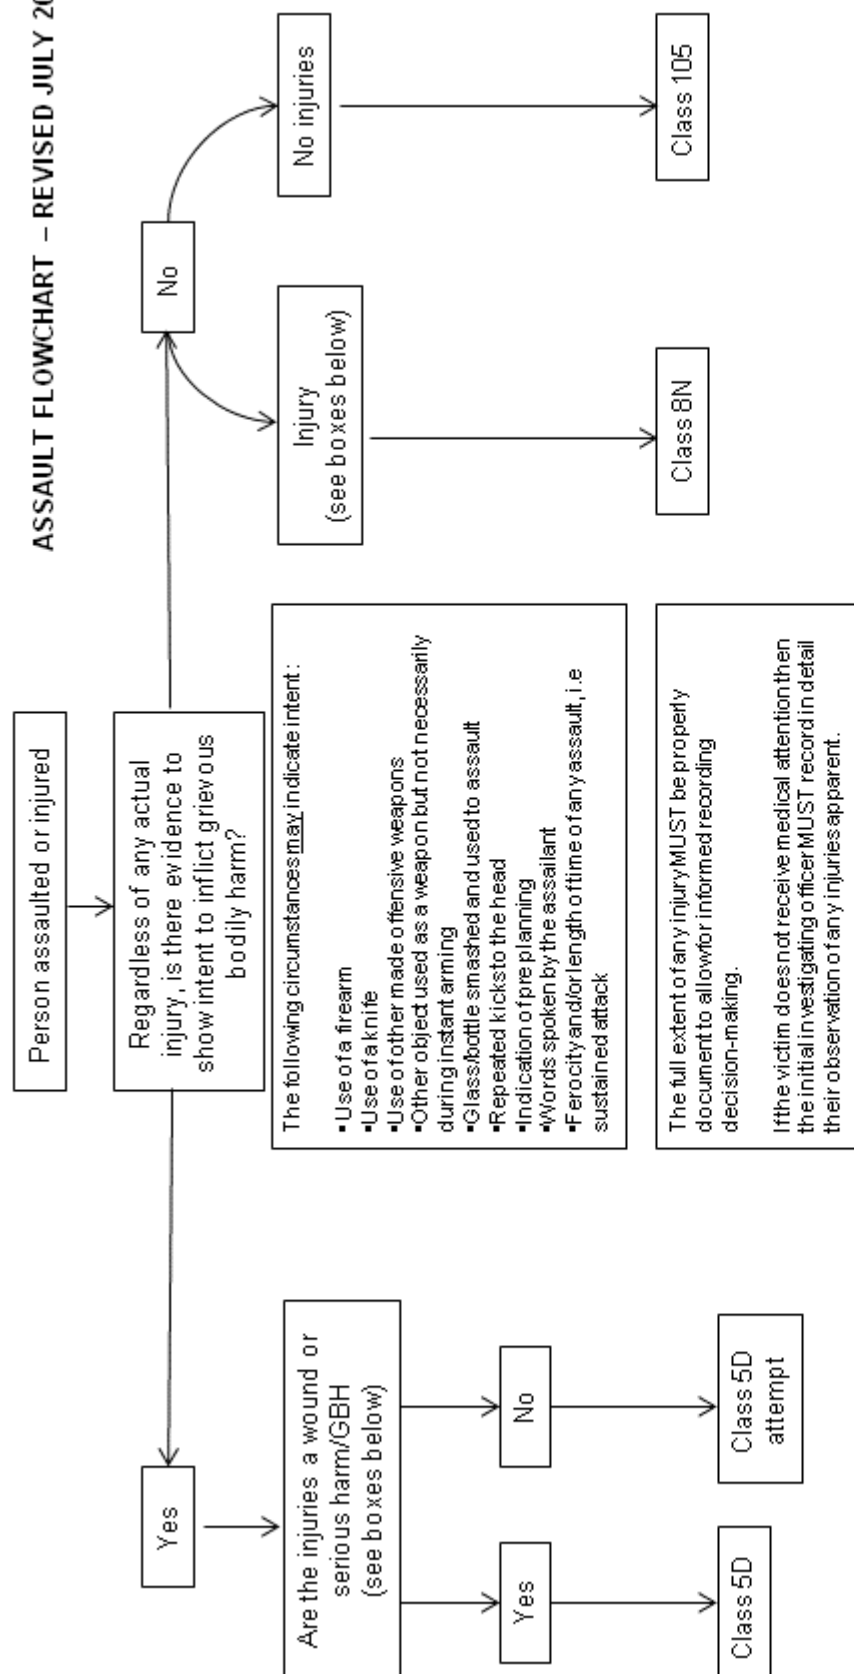 ASSAULT FLOWCHART – REVISED JULY
Person assaulted or injured
Regardless of any actual
injury, is there evidence to
show intent to inflict grievous
bodily harm?
Yes
No
Are the injuries a wound or
serious harm/GBH
(see boxes below)
The following circumstances may indicate intent:
▪Use of a firearm
▪Use of a knife
▪Use of other made offensive weapons
▪Other object used as a weapon but not necessarily
during instant arming
▪Glass/bottle smashed and used to assault
▪Repeated kicks to the head
▪Indication of pre planning
▪Words spoken by the assailant
▪Ferocity and/or length of time of any assault, i.e
sustained attack
Injury
(see boxes below)
No injuries
Yes
No
Class 5D
Class 5D
attempt
The full extent of any injury MUST be properly
document to allow for informed recording
decision-making.
If the victim does not receive medical attention then
the initial investigating officer MUST record in detail
their observation of any injuries apparent.
Class 8N
Class 105